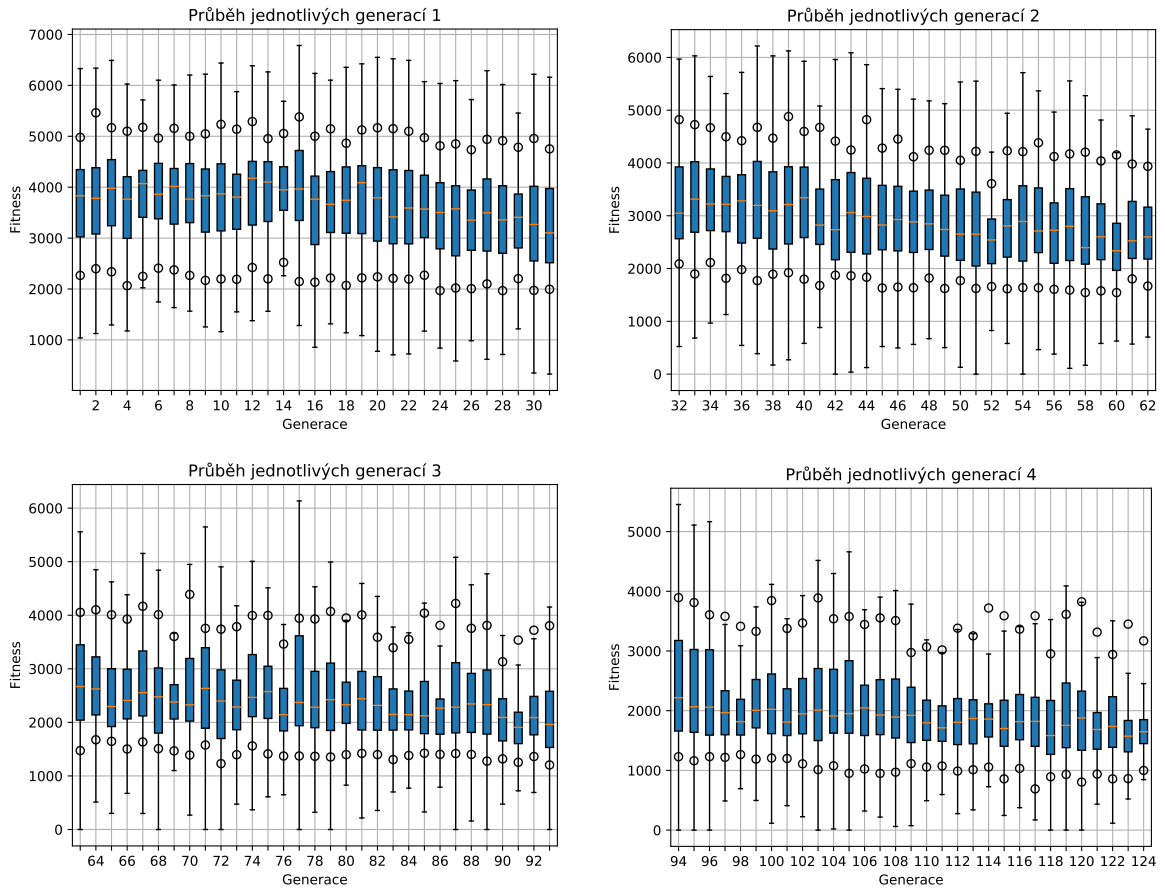 Průběh jednotlivých generací 1
7000
6000
5000
4000
3000
2000
1000
Fitness
2 4 6 8 10 12 14 16 18 20 22 24 26 28 30
Generace
Průběh jednotlivých generací 2
6000
5000
4000
3000
2000
1000
0
Fitness
32 34 36 38 40 42 44 46 48 50 52 54 56 58 60 62
Generace
Průběh jednotlivých generací 3
6000
5000
4000
3000
2000
1000
0
Fitness
64 66 68 70 72 74 76 78 80 82 84 86 88 90 92
Generace
Průběh jednotlivých generací 4
5000
4000
3000
2000
1000
0
Fitness
94 96 98 100 102 104 106 108 110 112 114 116 118 120 122 124
Generace